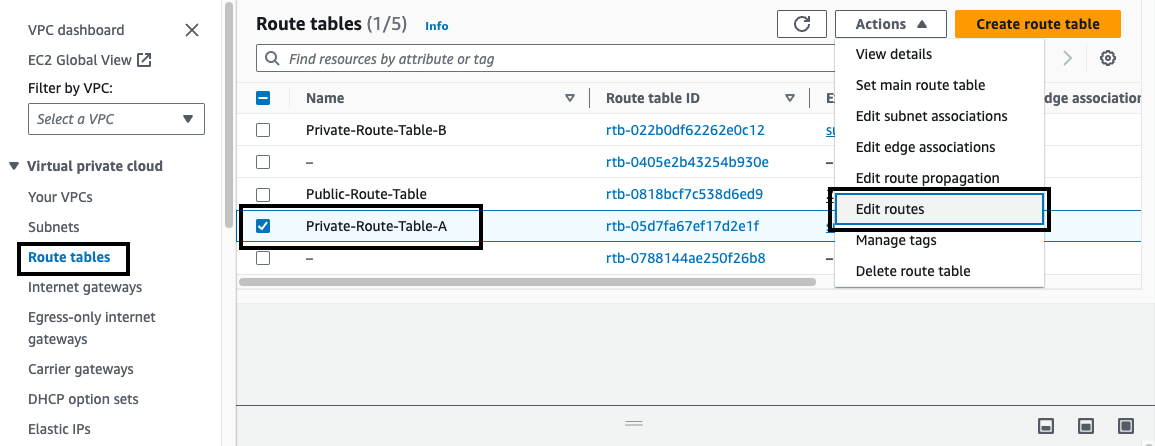 VPC dashboard
EC2 Global View
Filter by VPC:
Select a VPC
Virtual private cloud
Your VPCs
Subnets
Route tables
Internet gateways
Egress-only internet
gateways
Carrier gateways
DHCP option sets
Elastic IPs
Route tables (1/5) Info
Actions
Create route table
Find resources by attribute or tag
Name Route table ID edge association
Private-Route-Table-B rtb-022b0df62262e0c12
– rtb-0405e2b43254b930e –
Public-Route-Table rtb-0818bcf7c538d6ed9
Private-Route-Table-A rtb-05d7fa67ef17d2e1f
– rtb-0788144ae250f26b8 –
View details
Set main route table
Edit subnet associations
Edit edge associations
Edit route propagation
Edit routes
Manage tags
Delete route table